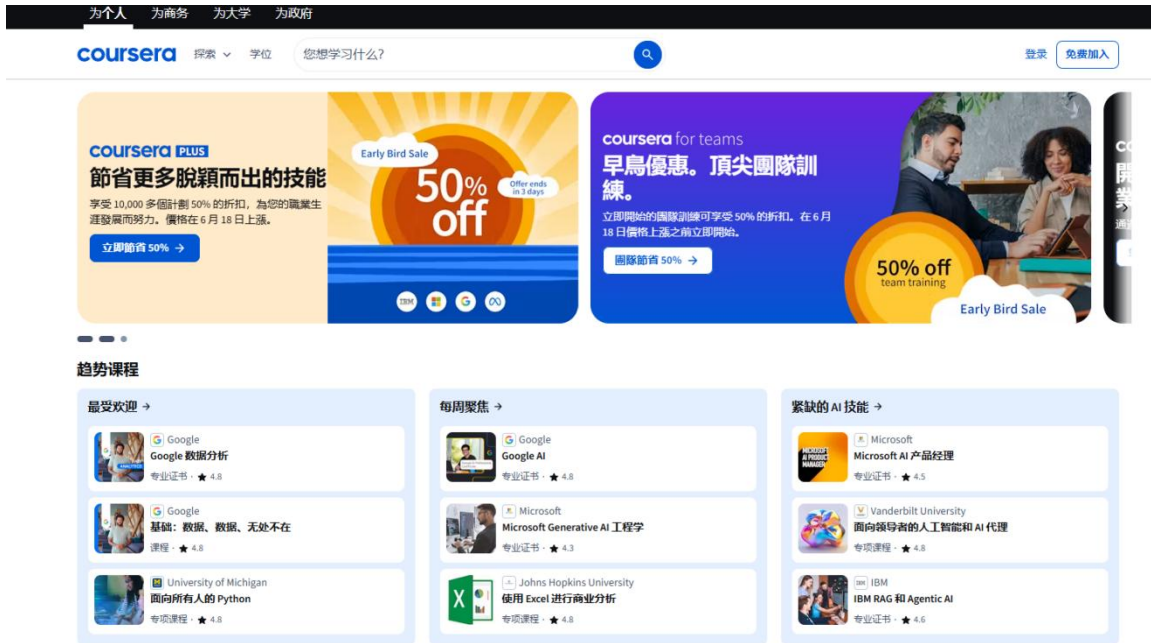 为个人 为商务 为大学 为政府
coursera 探索 学位 您想学习什么? 登录 免费加入
coursera PLUS
節省更多脫穎而出的技能
享受 10,000 多個計劃 50% 的折扣，為您的職業生
涯發展而努力。價格在 6 月 18 日上漲。
立即節省 50% →
Early Bird Sale
50% off
Offer ends
in 3 days
IBM
coursera for teams
早鳥優惠。頂尖團隊訓
練。
立即開始的團隊訓練可享受 50% 的折扣。在 6 月
18 日價格上漲之前立即開始。
團隊節省 50% →
50% off
team training
Early Bird Sale
趋势课程
最受欢迎 →
Google
Google 数据分析
专业证书 · ★ 4.8
Google
基础：数据、数据、无处不在
课程 · ★ 4.8
University of Michigan
面向所有人的 Python
专项课程 · ★ 4.8
每周聚焦 →
Google
Google AI
专业证书 · ★ 4.8
Microsoft
Microsoft Generative AI 工程学
专业证书 · ★ 4.3
Johns Hopkins University
使用 Excel 进行商业分析
专项课程 · ★ 4.8
紧缺的 AI 技能 →
MICROSOFT
AI PRODUCT
MANAGER
Microsoft
Microsoft AI 产品经理
专业证书 · ★ 4.5
Vanderbilt University
面向领导者的人工智能和 AI 代理
专项课程 · ★ 4.8
IBM
IBM RAG 和 Agentic AI
专业证书 · ★ 4.6